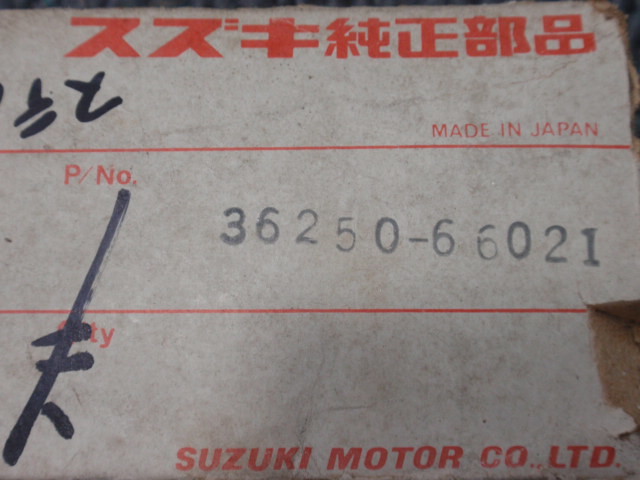 スズキ純正部品
MADE IN JAPAN
P/No.
36250-66021
SUZUKI MOTOR CO.,LTD.